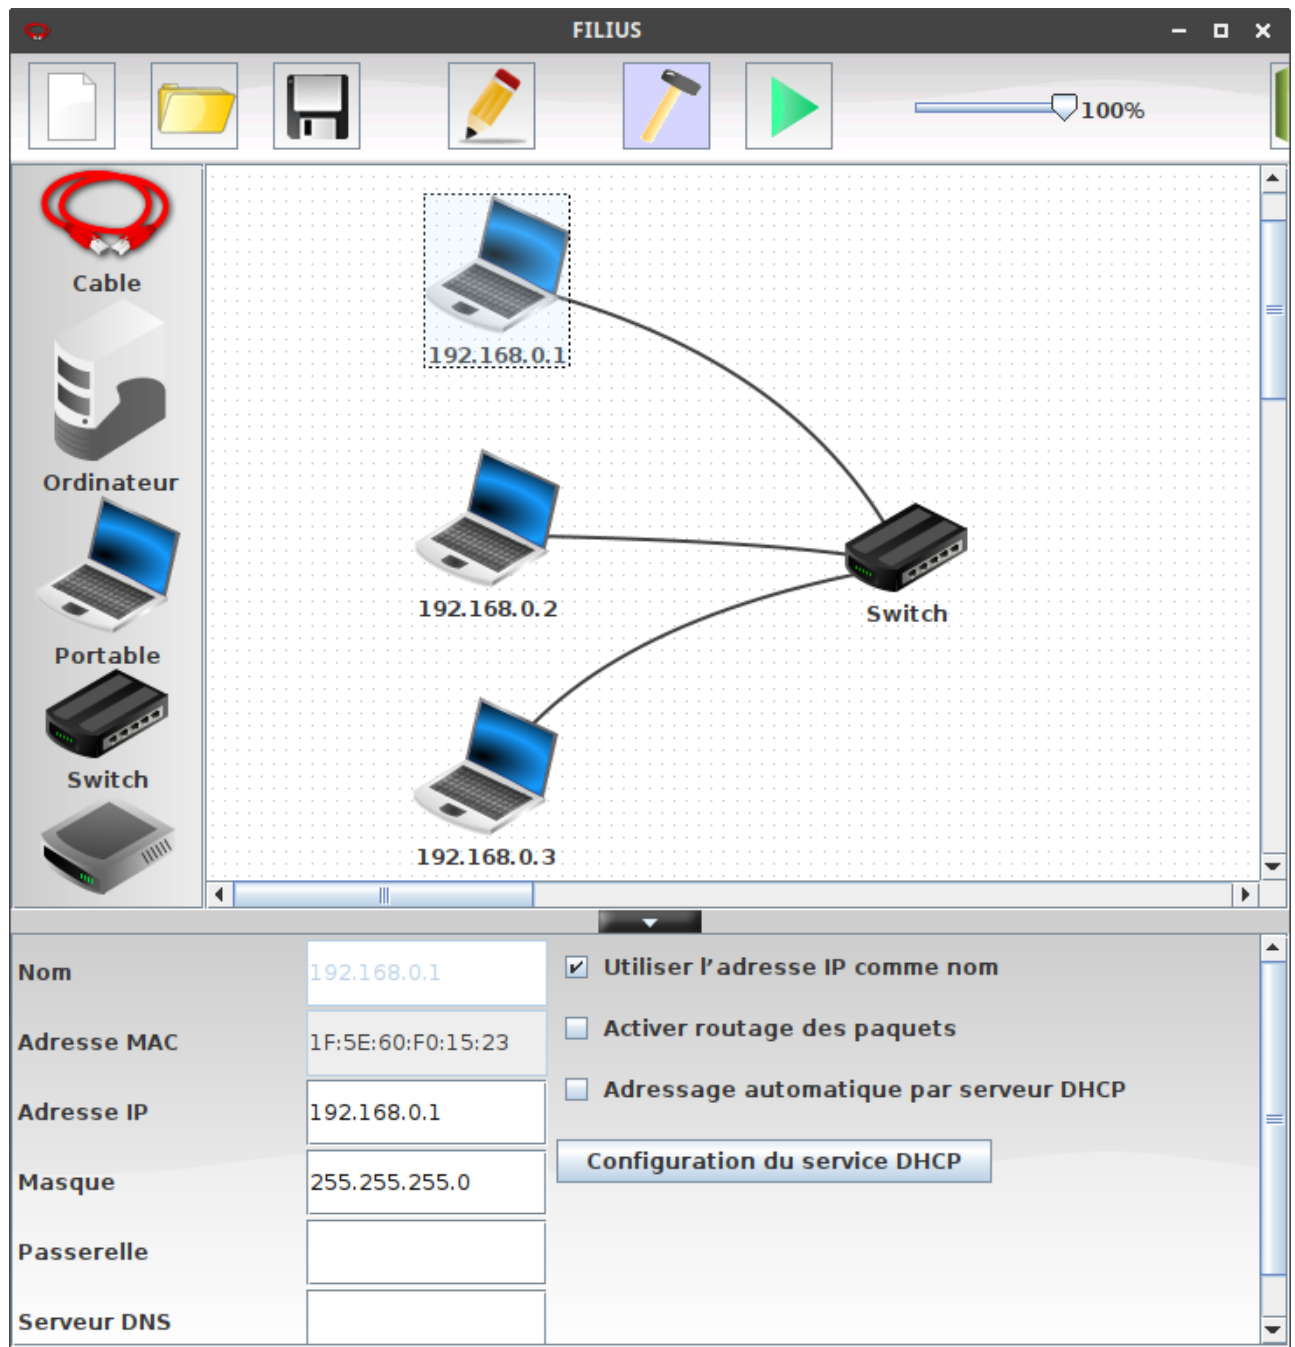 FILIUS
100%
Cable
Ordinateur
Portable
Switch
192.168.0.1
192.168.0.2
192.168.0.3
Switch
Nom 192.168.0.1
Adresse MAC 1F:5E:60:F0:15:23
Adresse IP 192.168.0.1
Masque 255.255.255.0
Passerelle
Serveur DNS
Utiliser l’adresse IP comme nom
Activer routage des paquets
Adressage automatique par serveur DHCP
Configuration du service DHCP